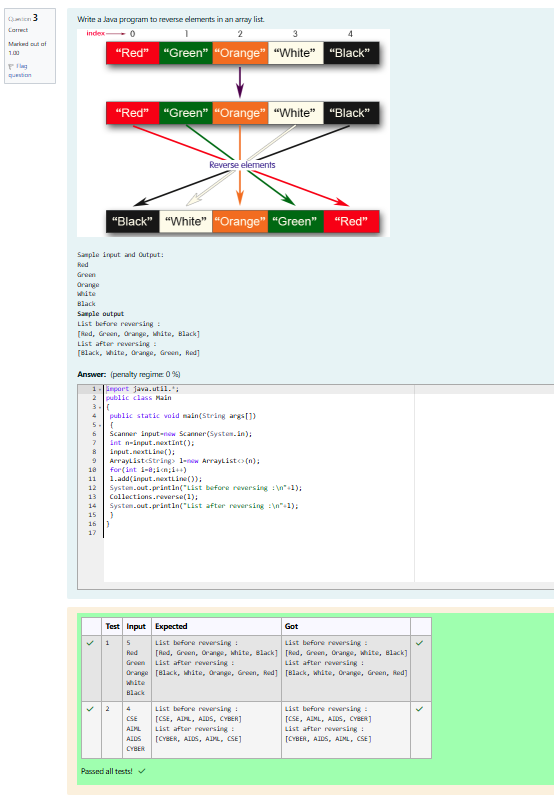 Question 3
Correct
Marked out of
1.00
Flag
question
Write a Java program to reverse elements in an array list.
index 0 1 2 3 4
“Red” “Green” “Orange” “White” “Black”
“Red” “Green” “Orange” “White” “Black”
Reverse elements
“Black” “White” “Orange” “Green” “Red”
Sample input and Output:
Red
Green
Orange
White
Black
Sample output
List before reversing :
[Red, Green, Orange, White, Black]
List after reversing :
[Black, White, Orange, Green, Red]
Answer: (penalty regime: 0 %)
1 import java.util.*;
2 public class Main
3 {
4 public static void main(String args[])
5 {
6 Scanner input=new Scanner(System.in);
7 int n=input.nextInt();
8 input.nextLine();
9 ArrayList<String> l=new ArrayList<>(n);
10 for(int i=0;i<n;i++)
11 l.add(input.nextLine());
12 System.out.println("List before reversing :\n"+l);
13 Collections.reverse(l);
14 System.out.println("List after reversing :\n"+l);
15 }
16 }
17
Test Input Expected Got
1 5 List before reversing : List before reversing :
Red [Red, Green, Orange, White, Black] [Red, Green, Orange, White, Black]
Green List after reversing : List after reversing :
Orange [Black, White, Orange, Green, Red] [Black, White, Orange, Green, Red]
White
Black
2 4 List before reversing : List before reversing :
CSE [CSE, AIML, AIDS, CYBER] [CSE, AIML, AIDS, CYBER]
AIML List after reversing : List after reversing :
AIDS [CYBER, AIDS, AIML, CSE] [CYBER, AIDS, AIML, CSE]
CYBER
Passed all tests!